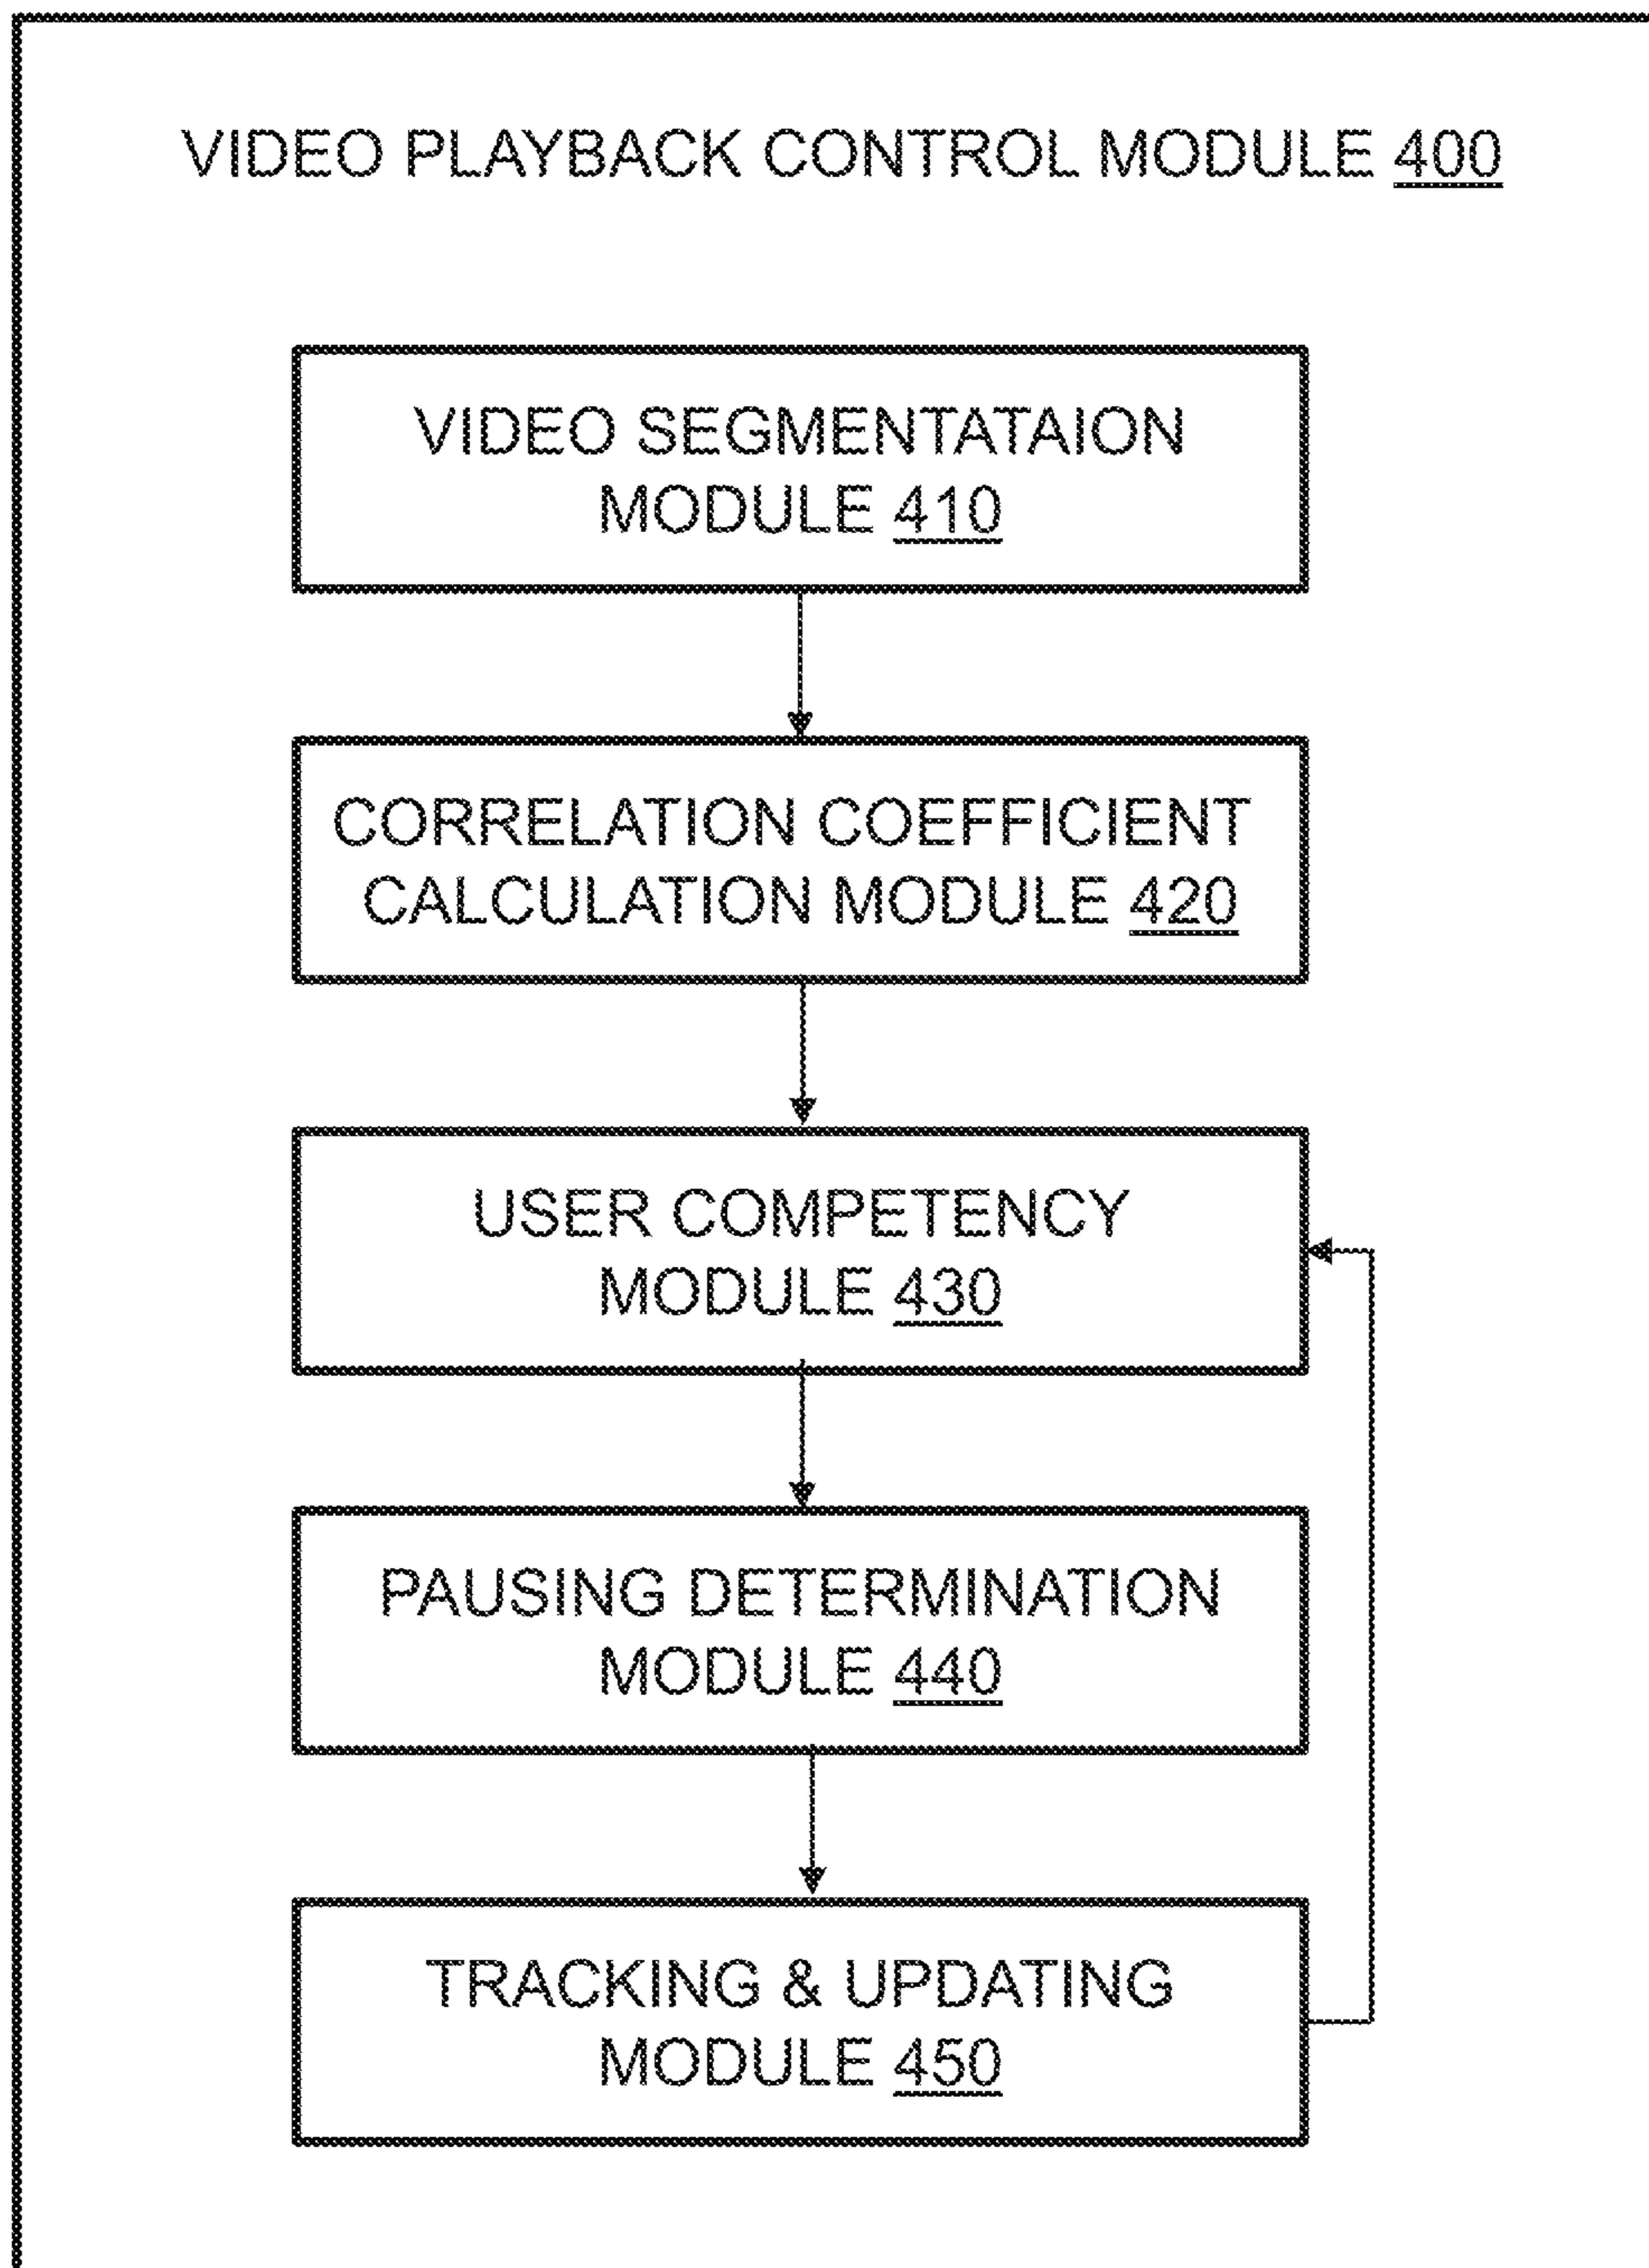 VIDEO PLAYBACK CONTROL MODULE 400
VIDEO SEGMENTATAION
MODULE 410
CORRELATION COEFFICIENT
CALCULATION MODULE 420
USER COMPETENCY
MODULE 430
PAUSING DETERMINATION
MODULE 440
TRACKING & UPDATING
MODULE 450